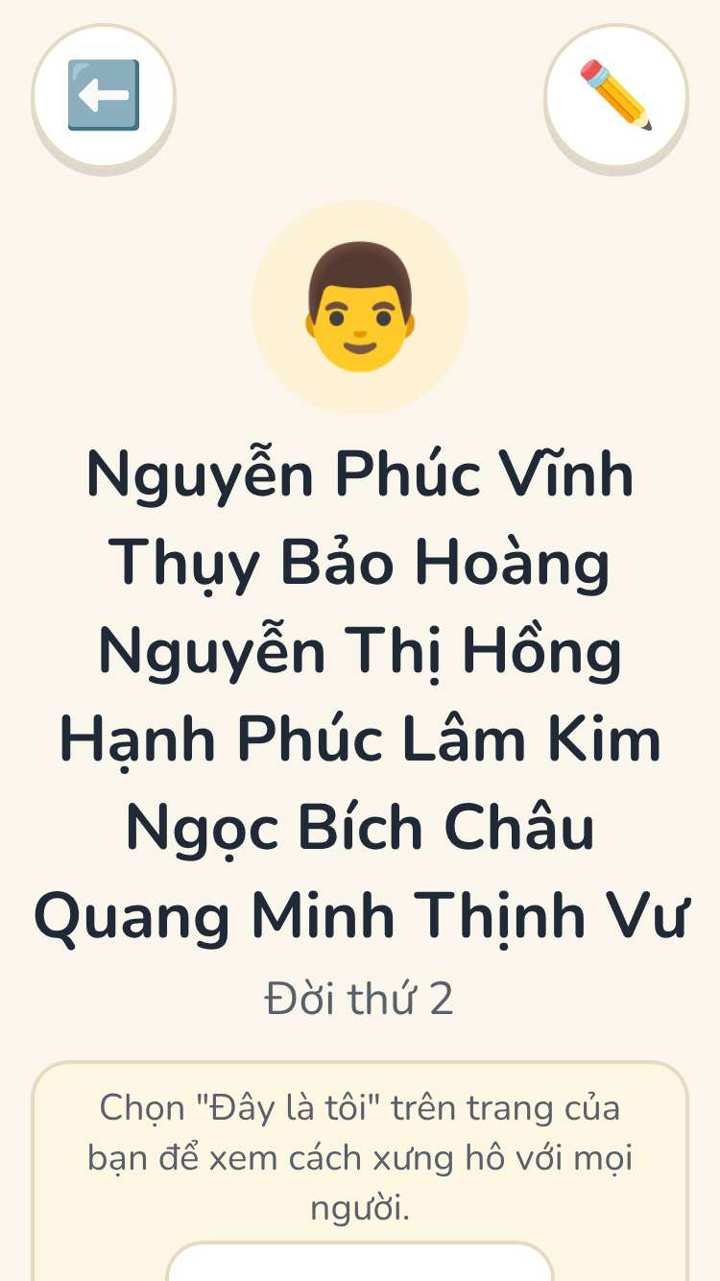 Nguyễn Phúc Vĩnh
Thụy Bảo Hoàng
Nguyễn Thị Hồng
Hạnh Phúc Lâm Kim
Ngọc Bích Châu
Quang Minh Thịnh Vư
Đời thứ 2
Chọn "Đây là tôi" trên trang của
bạn để xem cách xưng hô với mọi
người.